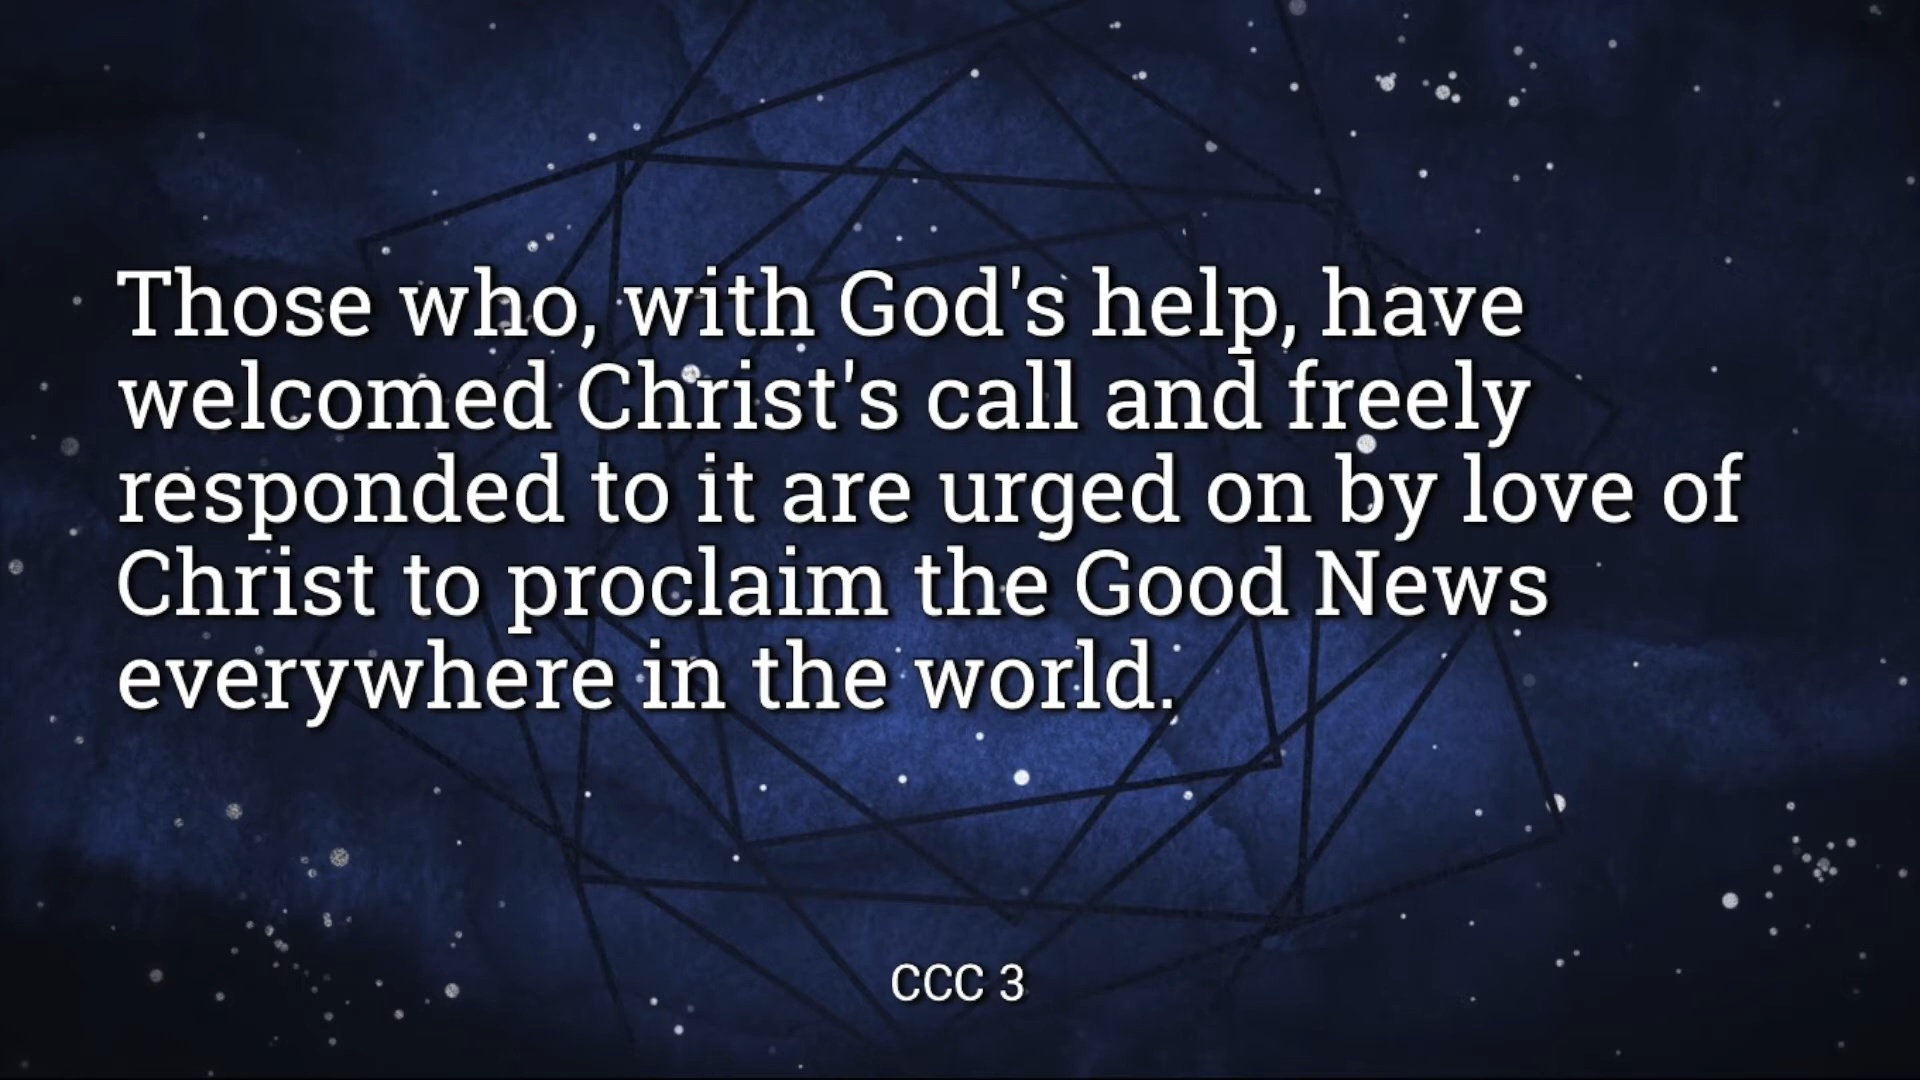 Those who, with God's help, have
welcomed Christ's call and freely
responded to it are urged on by love of
Christ to proclaim the Good News
everywhere in the world.
CCC 3